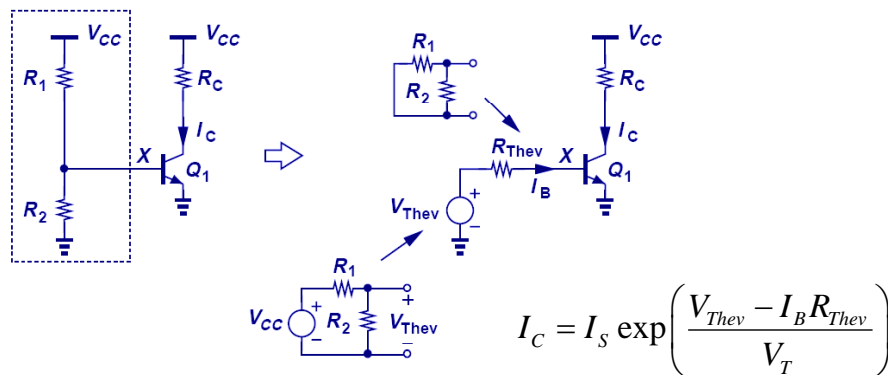 V_CC
V_CC
R_1
R_C
I_C
X
Q_1
R_2
R_1
R_2
V_CC
R_C
I_C
R_Thev
X
Q_1
I_B
V_Thev
+
−
R_1
V_CC
+
−
R_2
+
V_Thev
−
I_C = I_S exp( (V_Thev − I_B R_Thev) / V_T )